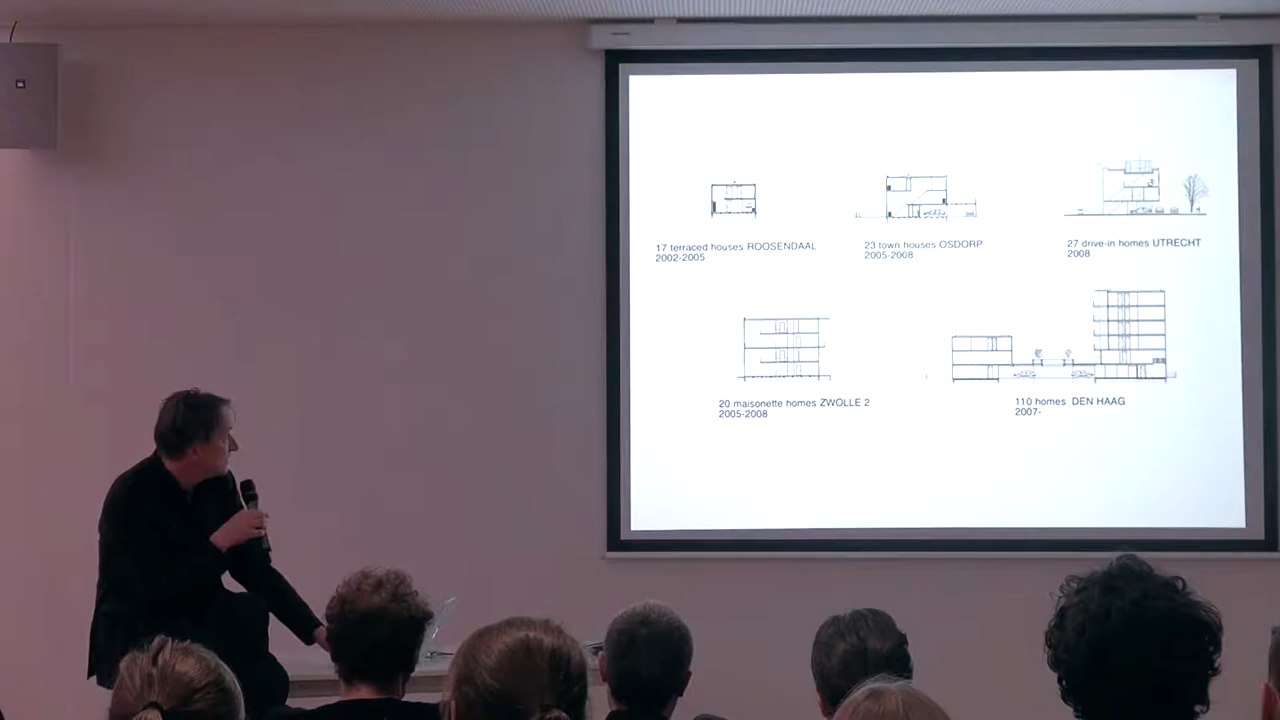 17 terraced houses ROOSENDAAL
2002-2005
23 town houses OSDORP
2005-2008
27 drive-in homes UTRECHT
2008
20 maisonette homes ZWOLLE 2
2005-2008
110 homes DEN HAAG
2007-